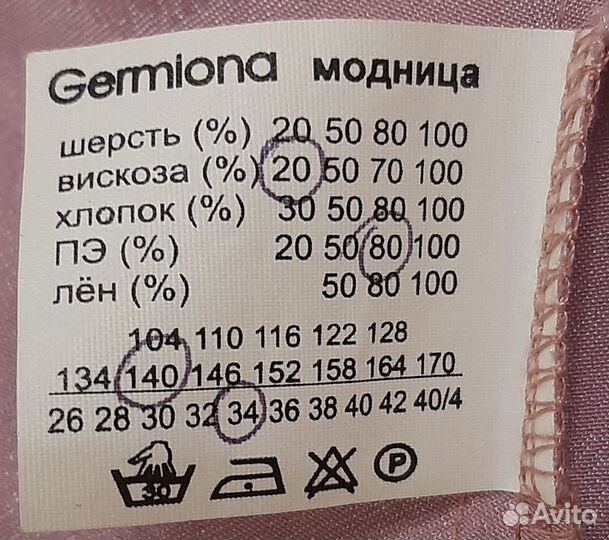 Germiona модница
шерсть (%) 20 50 80 100
вискоза (%) 20 50 70 100
хлопок (%) 30 50 80 100
ПЭ (%) 20 50 80 100
лён (%) 50 80 100
104 110 116 122 128
134 140 146 152 158 164 170
26 28 30 32 34 36 38 40 42 40/4
30 P
Avito